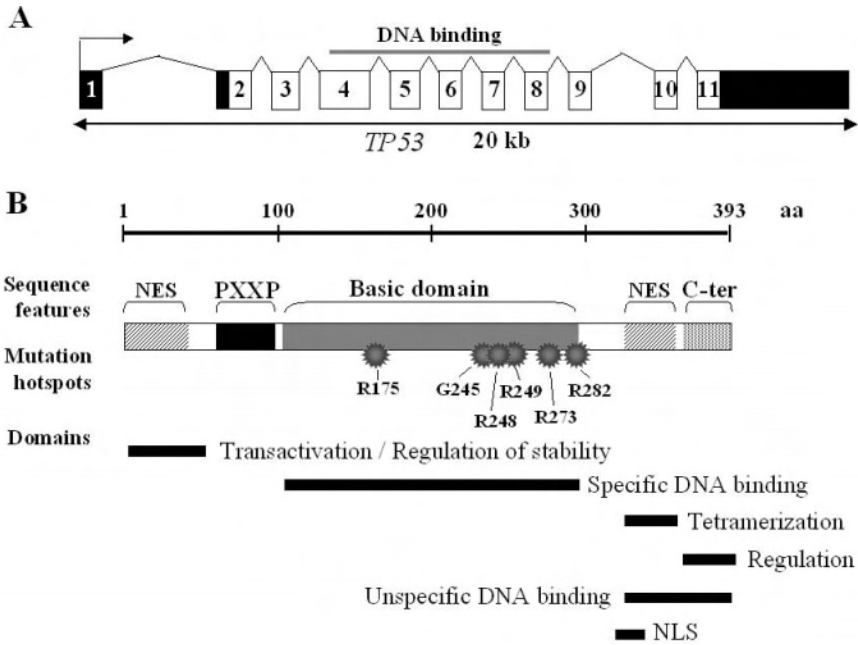 A
DNA binding
1 2 3 4 5 6 7 8 9 10 11
TP53 20 kb
B
1 100 200 300 393 aa
Sequence features
NES PXXP Basic domain NES C-ter
Mutation hotspots
R175 G245 R248 R249 R273 R282
Domains
Transactivation / Regulation of stability
Specific DNA binding
Tetramerization
Regulation
Unspecific DNA binding
NLS